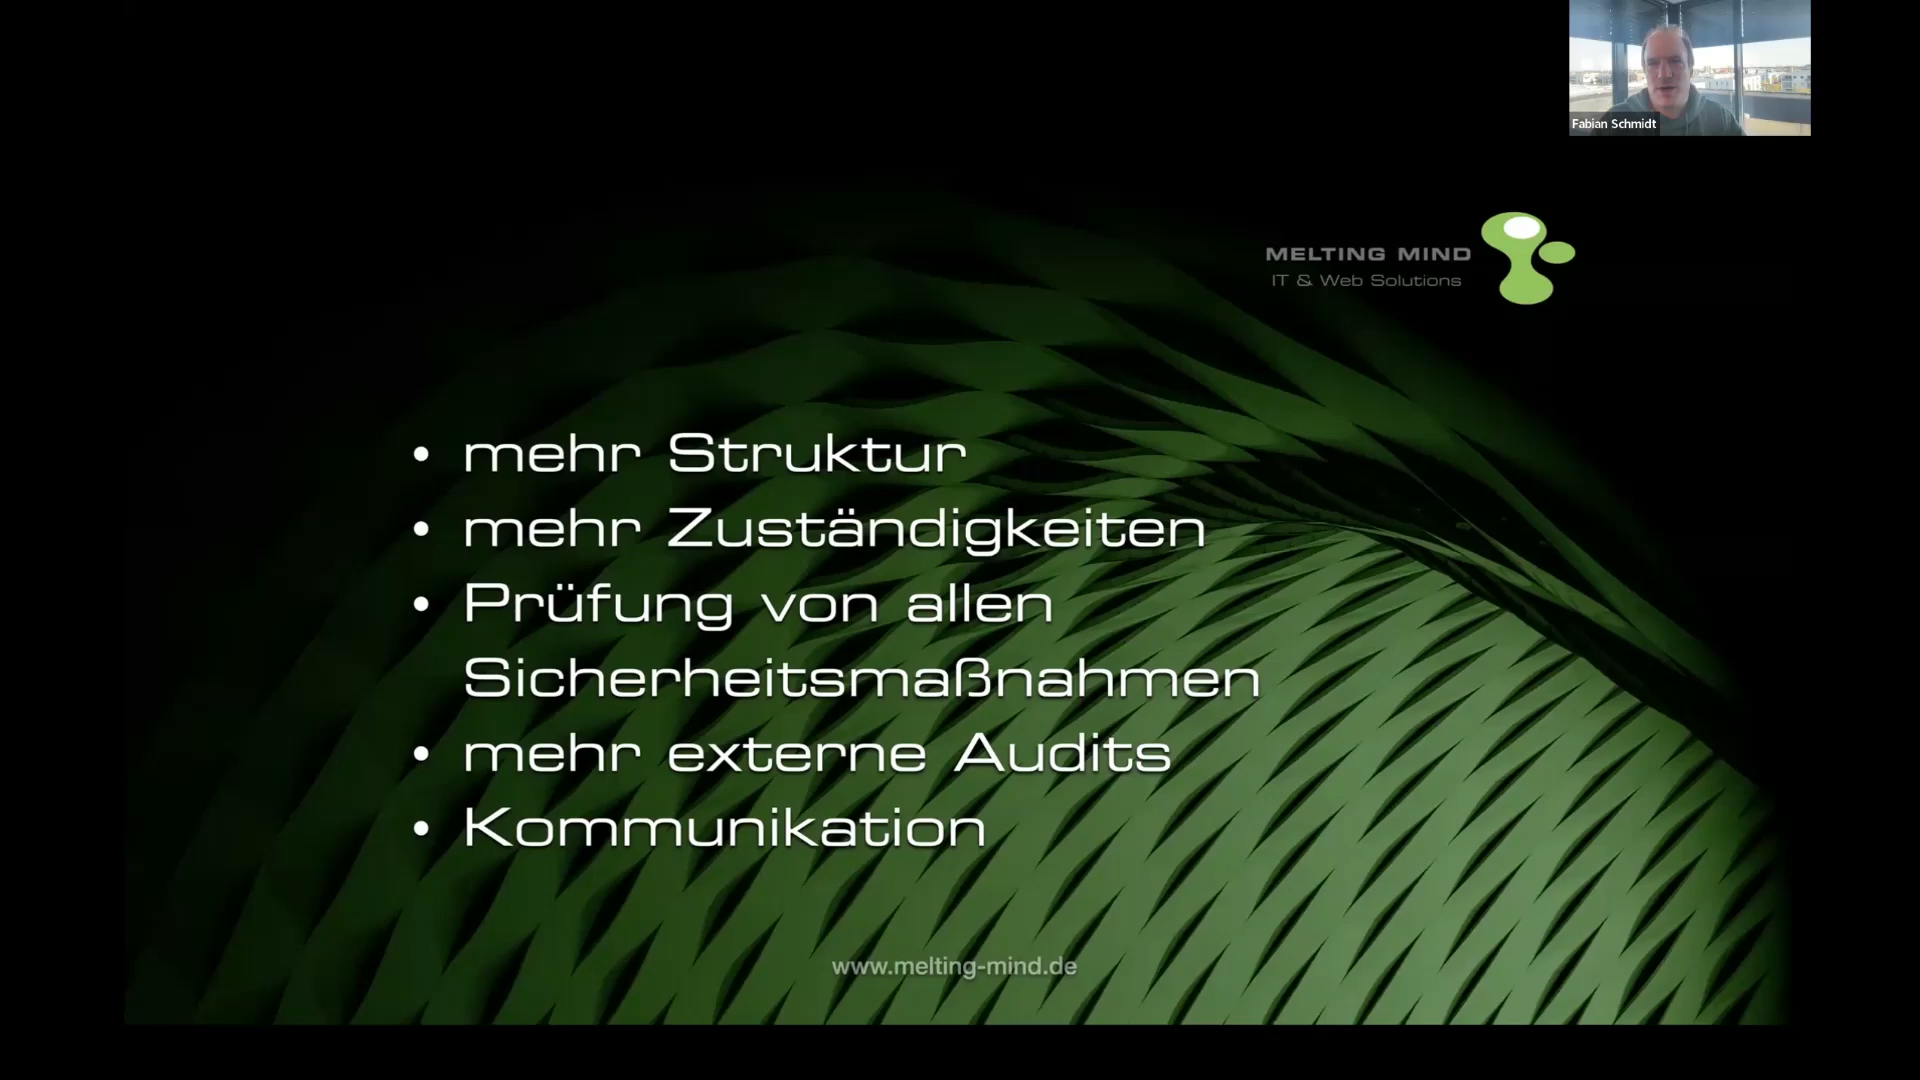 Fabian Schmidt
MELTING MIND
IT & Web Solutions
• mehr Struktur
• mehr Zuständigkeiten
• Prüfung von allen
Sicherheitsmaßnahmen
• mehr externe Audits
• Kommunikation
www.melting-mind.de